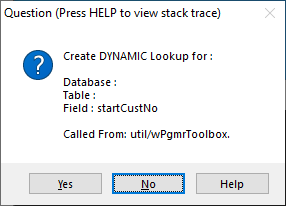 Question (Press HELP to view stack trace)
Create DYNAMIC Lookup for :
Database :
Table :
Field : startCustNo
Called From: util/wPgmrToolbox.
Yes
No
Help